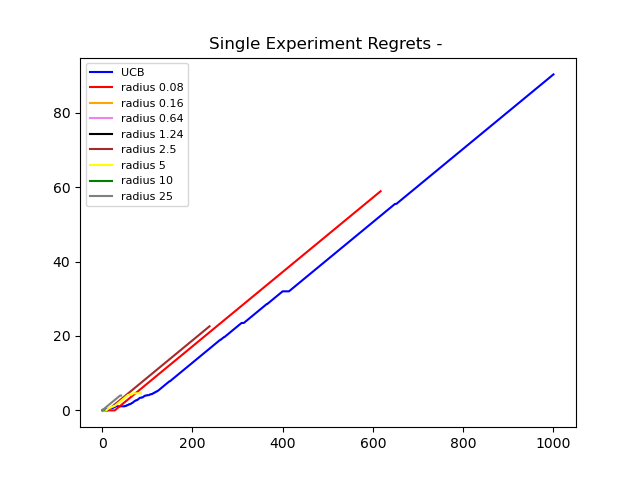 Single Experiment Regrets -
UCB
radius 0.08
radius 0.16
radius 0.64
radius 1.24
radius 2.5
radius 5
radius 10
radius 25
80
60
40
20
0
0 200 400 600 800 1000